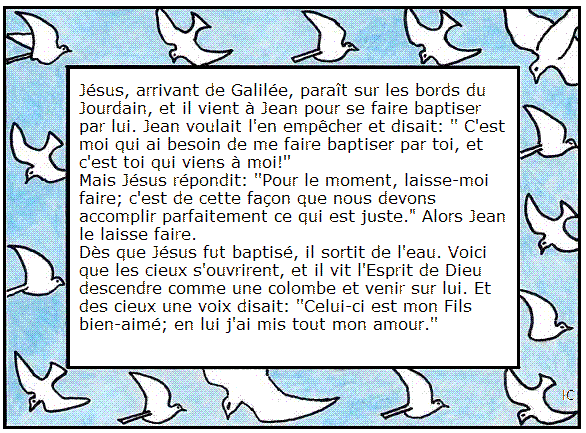 Jésus, arrivant de Galilée, paraît sur les bords du
Jourdain, et il vient à Jean pour se faire baptiser
par lui. Jean voulait l'en empêcher et disait: " C'est
moi qui ai besoin de me faire baptiser par toi, et
c'est toi qui viens à moi!"
Mais Jésus répondit: "Pour le moment, laisse-moi
faire; c'est de cette façon que nous devons
accomplir parfaitement ce qui est juste." Alors Jean
le laisse faire.
Dès que Jésus fut baptisé, il sortit de l'eau. Voici
que les cieux s'ouvrirent, et il vit l'Esprit de Dieu
descendre comme une colombe et venir sur lui. Et
des cieux une voix disait: "Celui-ci est mon Fils
bien-aimé; en lui j'ai mis tout mon amour."